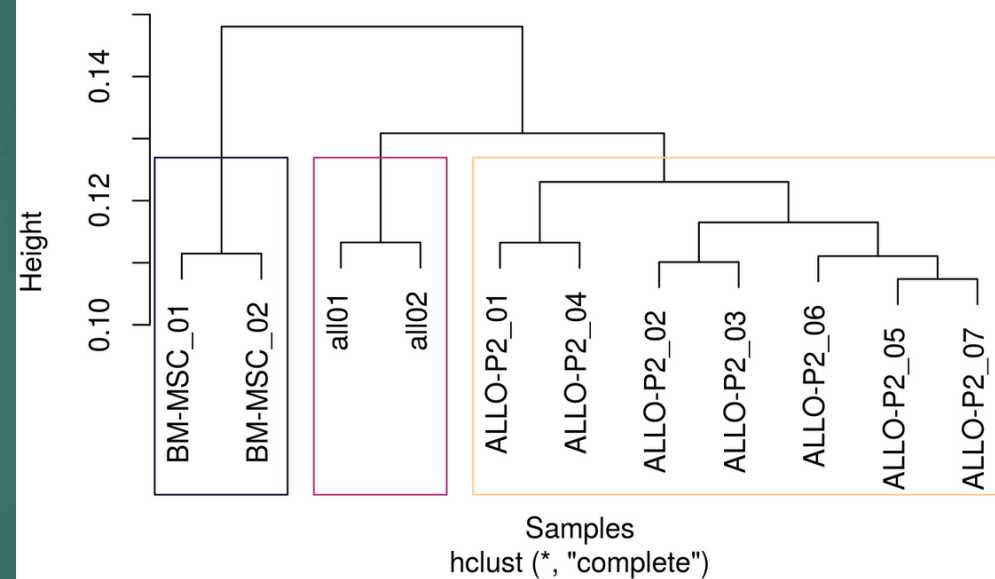 Height
0.14
0.12
0.10
BM-MSC_01
BM-MSC_02
all01
all02
ALLO-P2_01
ALLO-P2_04
ALLO-P2_02
ALLO-P2_03
ALLO-P2_06
ALLO-P2_05
ALLO-P2_07
Samples
hclust (*, "complete")